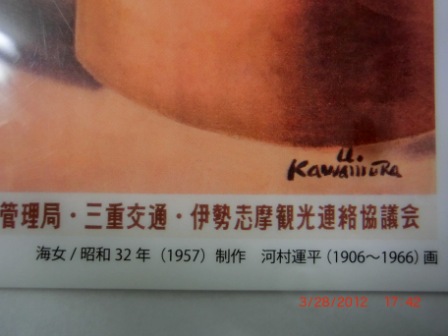 U.
KAWAMURA
管理局・三重交通・伊勢志摩観光連絡協議会
海女/昭和32年（1957）制作 河村運平（1906～1966）画
3/28/2012 17:42